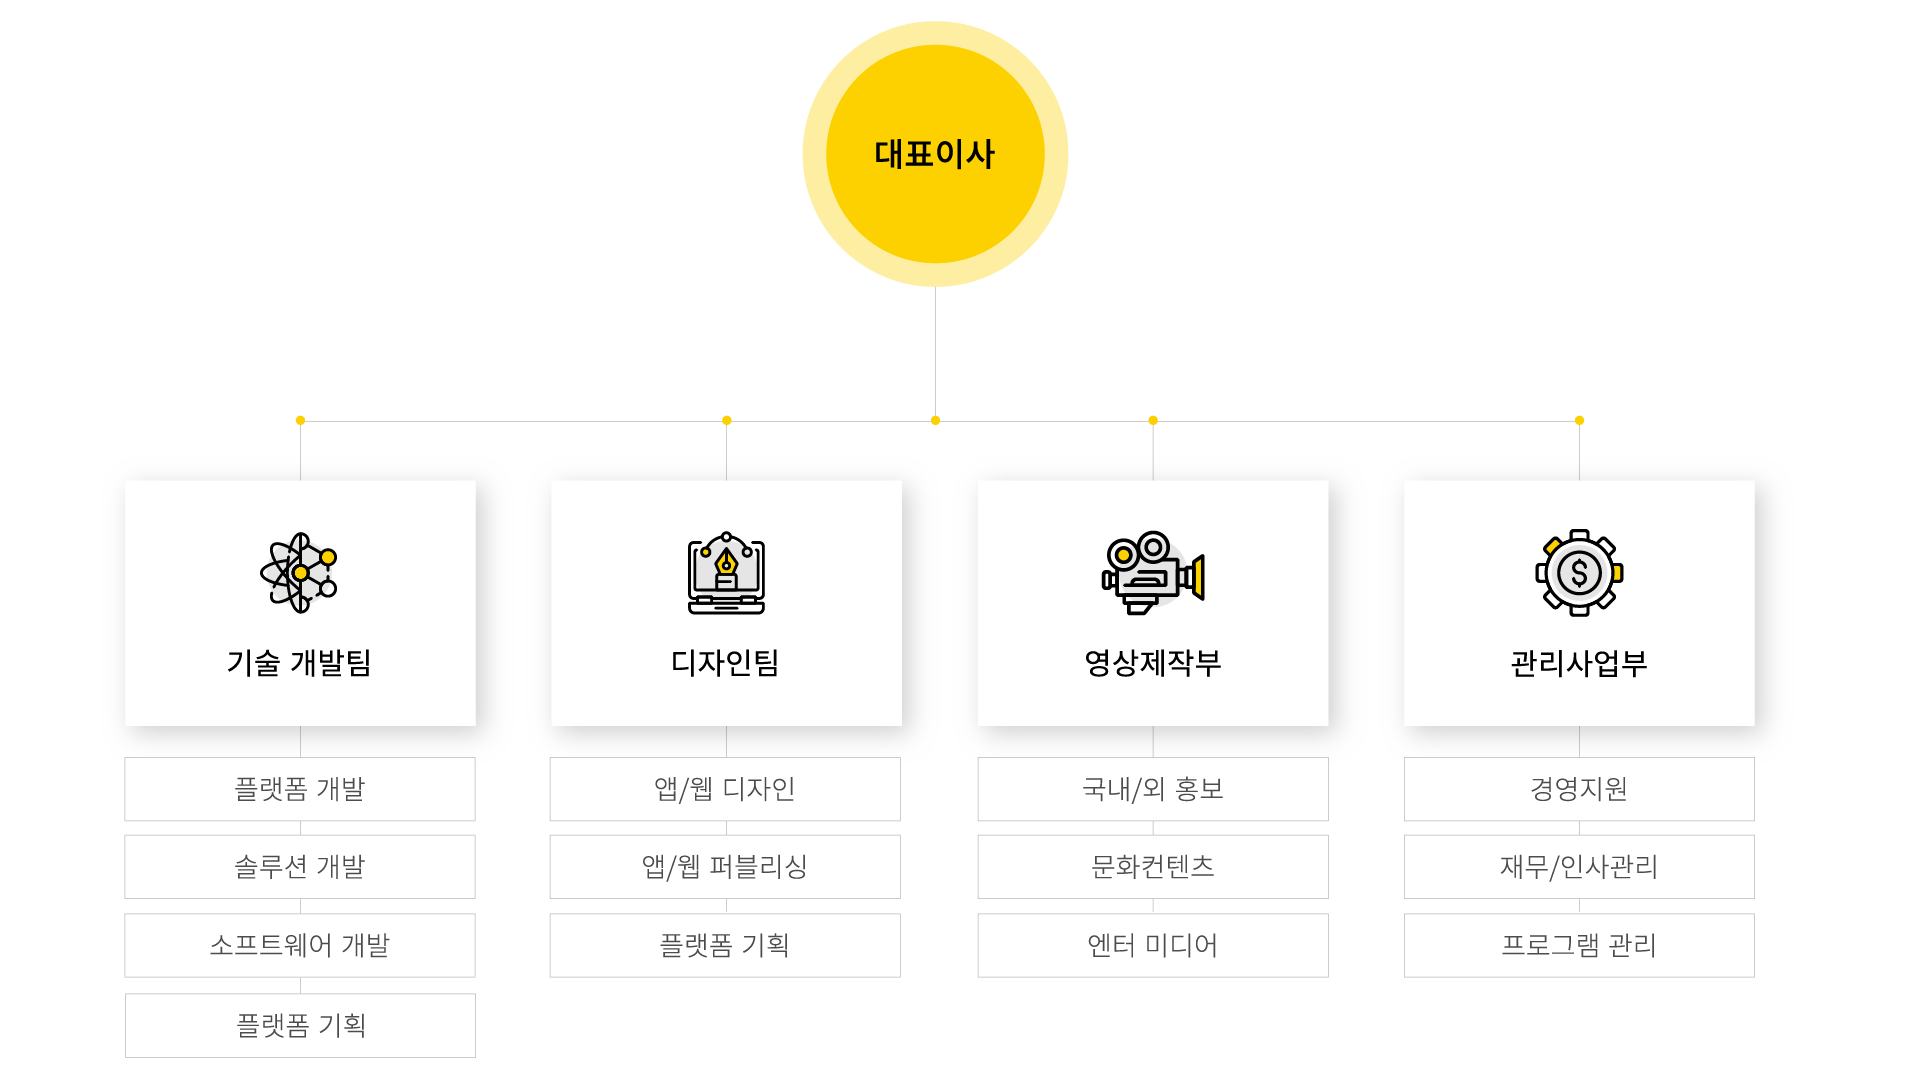 대표이사
기술 개발팀
플랫폼 개발
솔루션 개발
소프트웨어 개발
플랫폼 기획
디자인팀
앱/웹 디자인
앱/웹 퍼블리싱
플랫폼 기획
영상제작부
국내/외 홍보
문화컨텐츠
엔터 미디어
관리사업부
경영지원
재무/인사관리
프로그램 관리